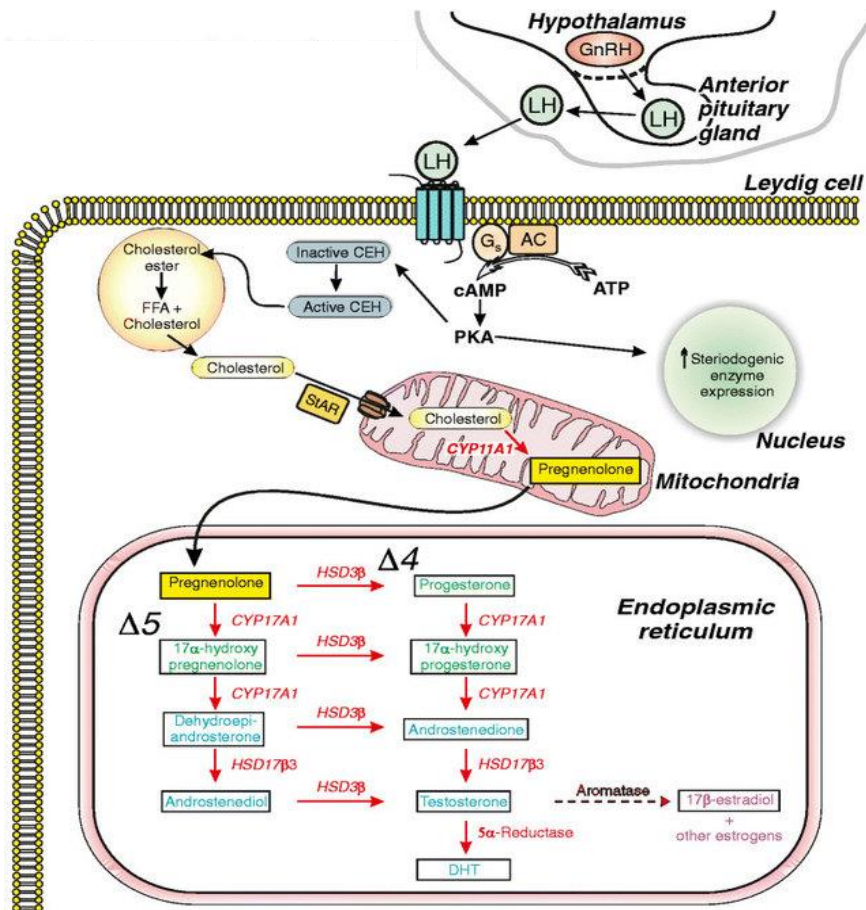 Hypothalamus
GnRH
Anterior
pituitary
gland
LH
LH
LH
Leydig cell
Cholesterol
ester
FFA +
Cholesterol
Inactive CEH
Active CEH
Gs
AC
cAMP
ATP
PKA
Steriodogenic
enzyme
expression
Nucleus
Cholesterol
StAR
Cholesterol
CYP11A1
Pregnenolone
Mitochondria
Δ5
Δ4
Endoplasmic
reticulum
Pregnenolone
HSD3β
Progesterone
CYP17A1
CYP17A1
17α-hydroxy
pregnenolone
HSD3β
17α-hydroxy
progesterone
CYP17A1
CYP17A1
Dehydroepi-
androsterone
HSD3β
Androstenedione
HSD17β3
HSD17β3
Androstenediol
HSD3β
Testosterone
Aromatase
17β-estradiol
+
other estrogens
5α-Reductase
DHT